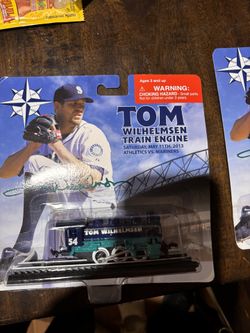 Ages 8 and up
WARNING:
CHOKING HAZARD - Small parts
Not for children under 3 years
TOM
WILHELMSEN
TRAIN ENGINE
SATURDAY, MAY 11TH, 2013
ATHLETICS VS. MARINERS
TOM WILHELMSEN
54